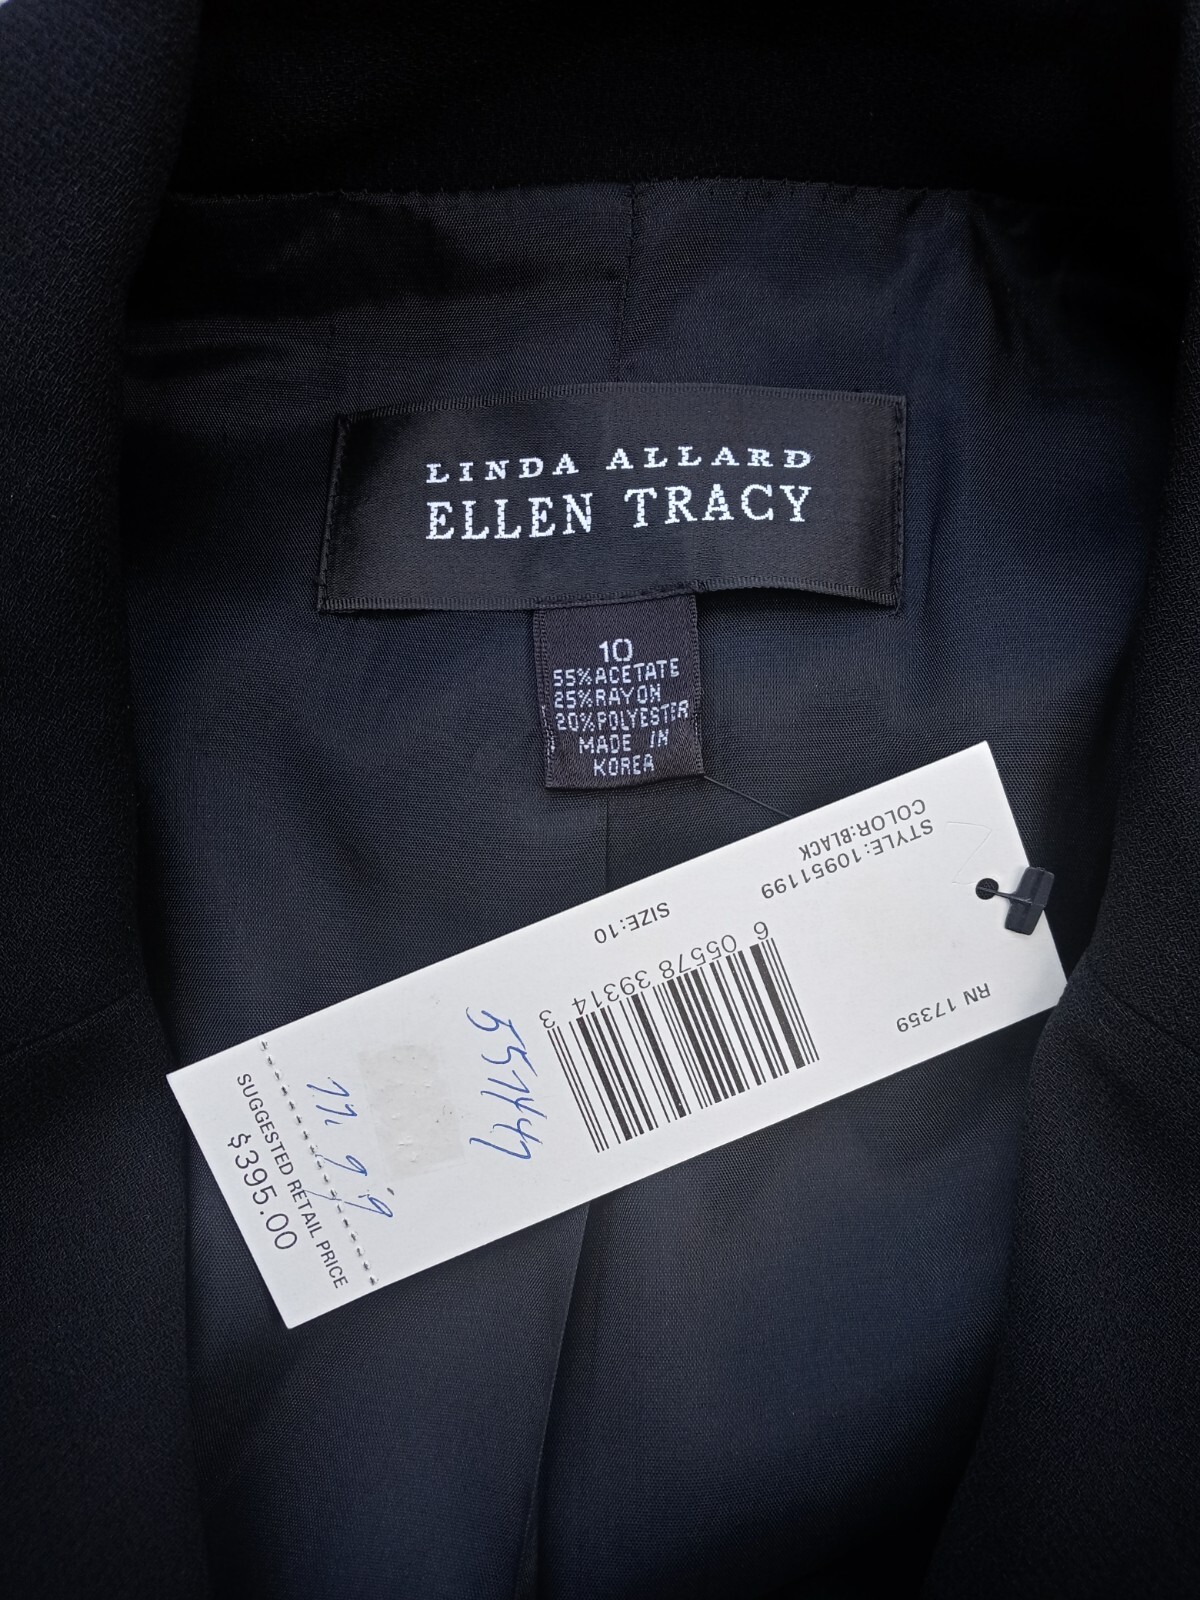 LINDA ALLARD
ELLEN TRACY
10
55%ACETATE
25%RAYON
20%POLYESTER
MADE IN
KOREA
RN 17359
STYLE:10951199
COLOR:BLACK
SIZE:10
6 05578 39314 3
SUGGESTED RETAIL PRICE
$395.00